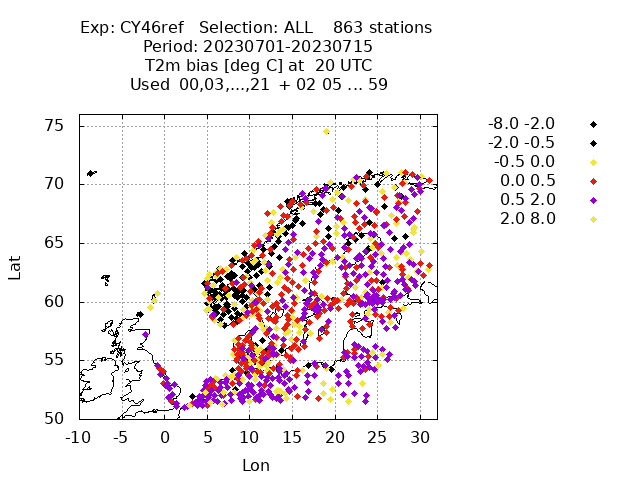 Exp: CY46ref   Selection: ALL    863 stations
Period: 20230701-20230715
T2m bias [deg C] at  20 UTC
Used  00,03,...,21  + 02 05 ... 59
-8.0 -2.0
-2.0 -0.5
-0.5 0.0
0.0 0.5
0.5 2.0
2.0 8.0
75
70
65
60
55
50
Lat
-10 -5 0 5 10 15 20 25 30
Lon